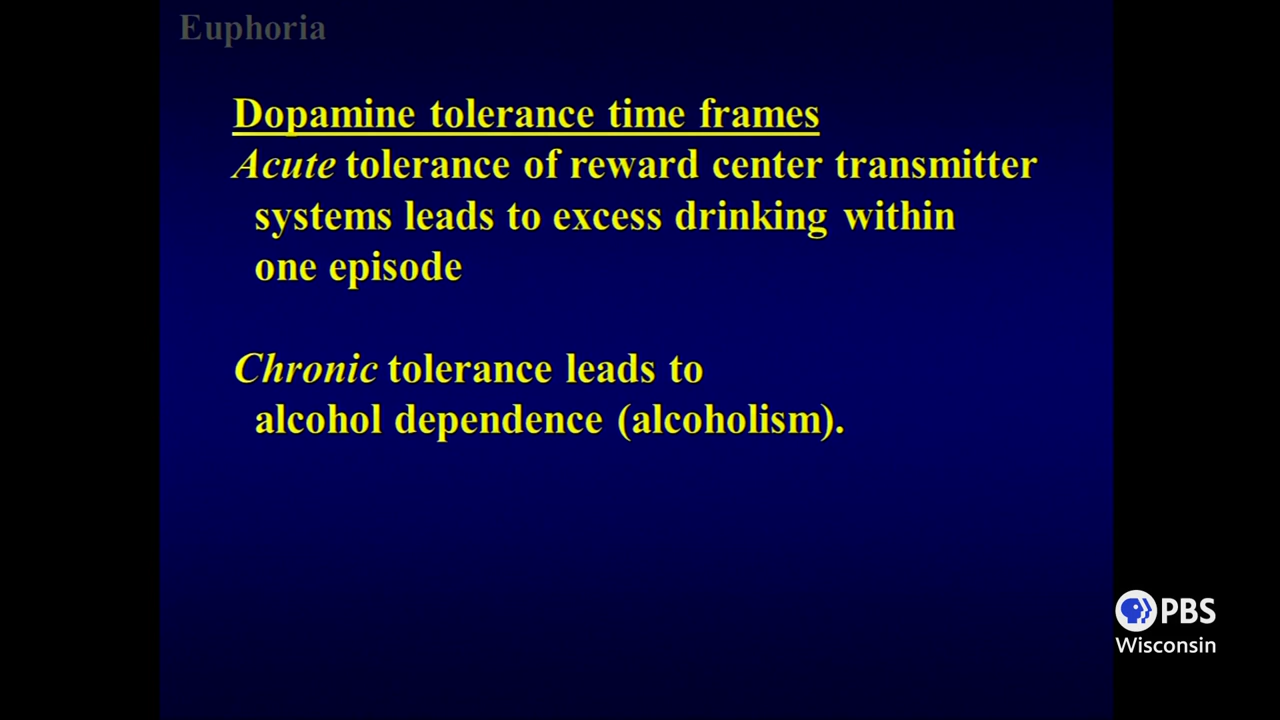 Euphoria
Dopamine tolerance time frames
Acute tolerance of reward center transmitter
systems leads to excess drinking within
one episode
Chronic tolerance leads to
alcohol dependence (alcoholism).
PBS
Wisconsin